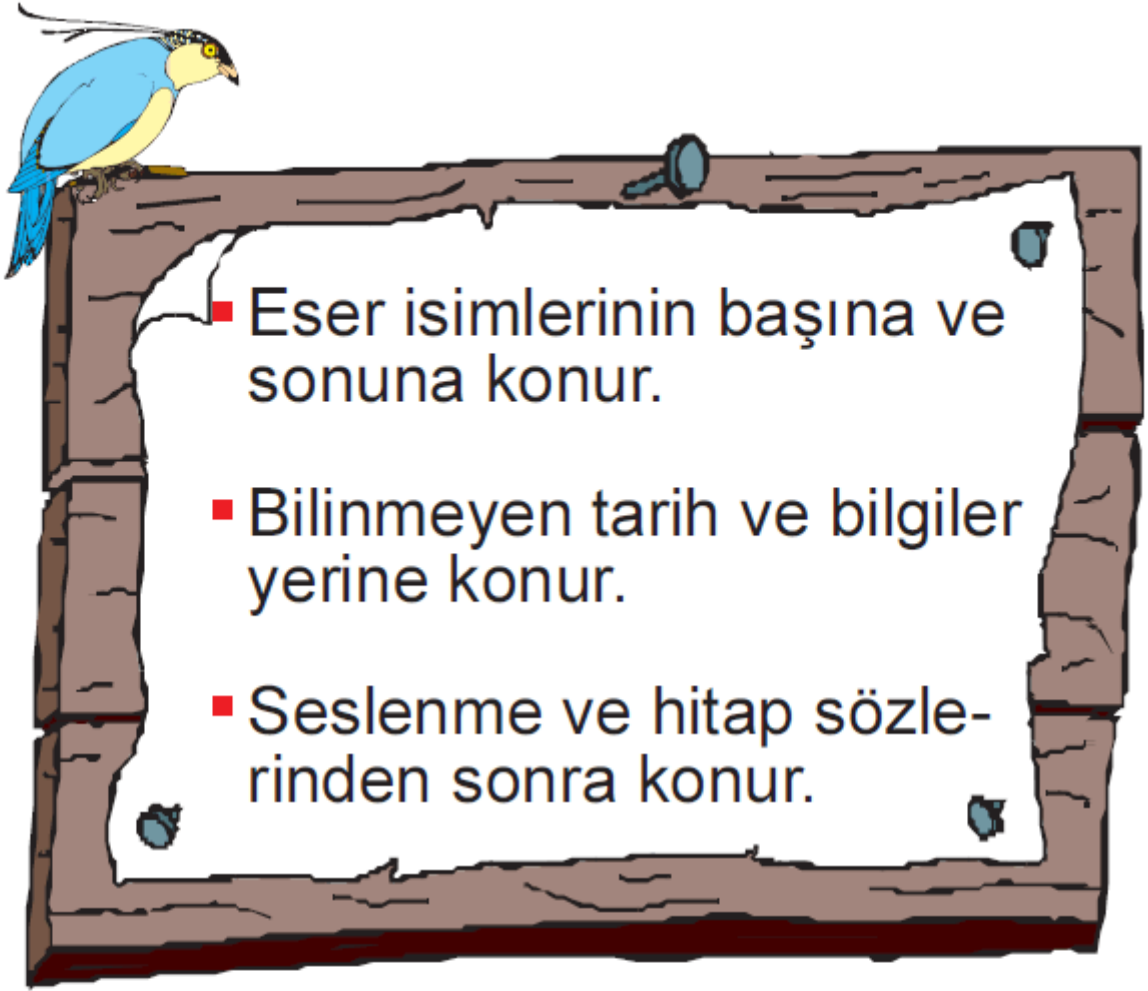 Eser isimlerinin başına ve
sonuna konur.
Bilinmeyen tarih ve bilgiler
yerine konur.
Seslenme ve hitap sözle-
rinden sonra konur.